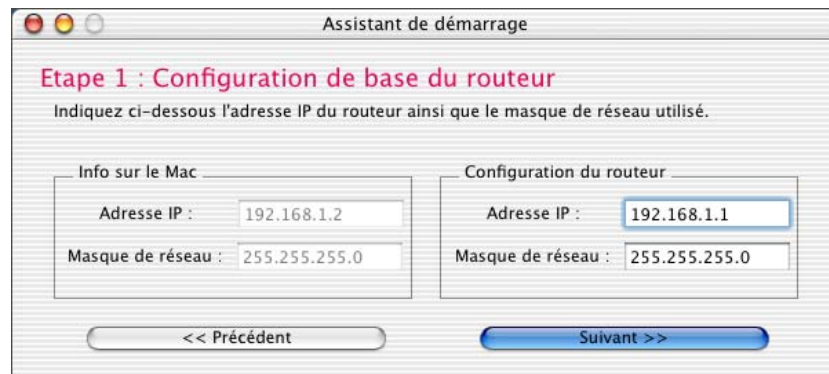 Assistant de démarrage
Etape 1 : Configuration de base du routeur
Indiquez ci-dessous l'adresse IP du routeur ainsi que le masque de réseau utilisé.
Info sur le Mac
Adresse IP : 192.168.1.2
Masque de réseau : 255.255.255.0
Configuration du routeur
Adresse IP : 192.168.1.1
Masque de réseau : 255.255.255.0
<< Précédent
Suivant >>